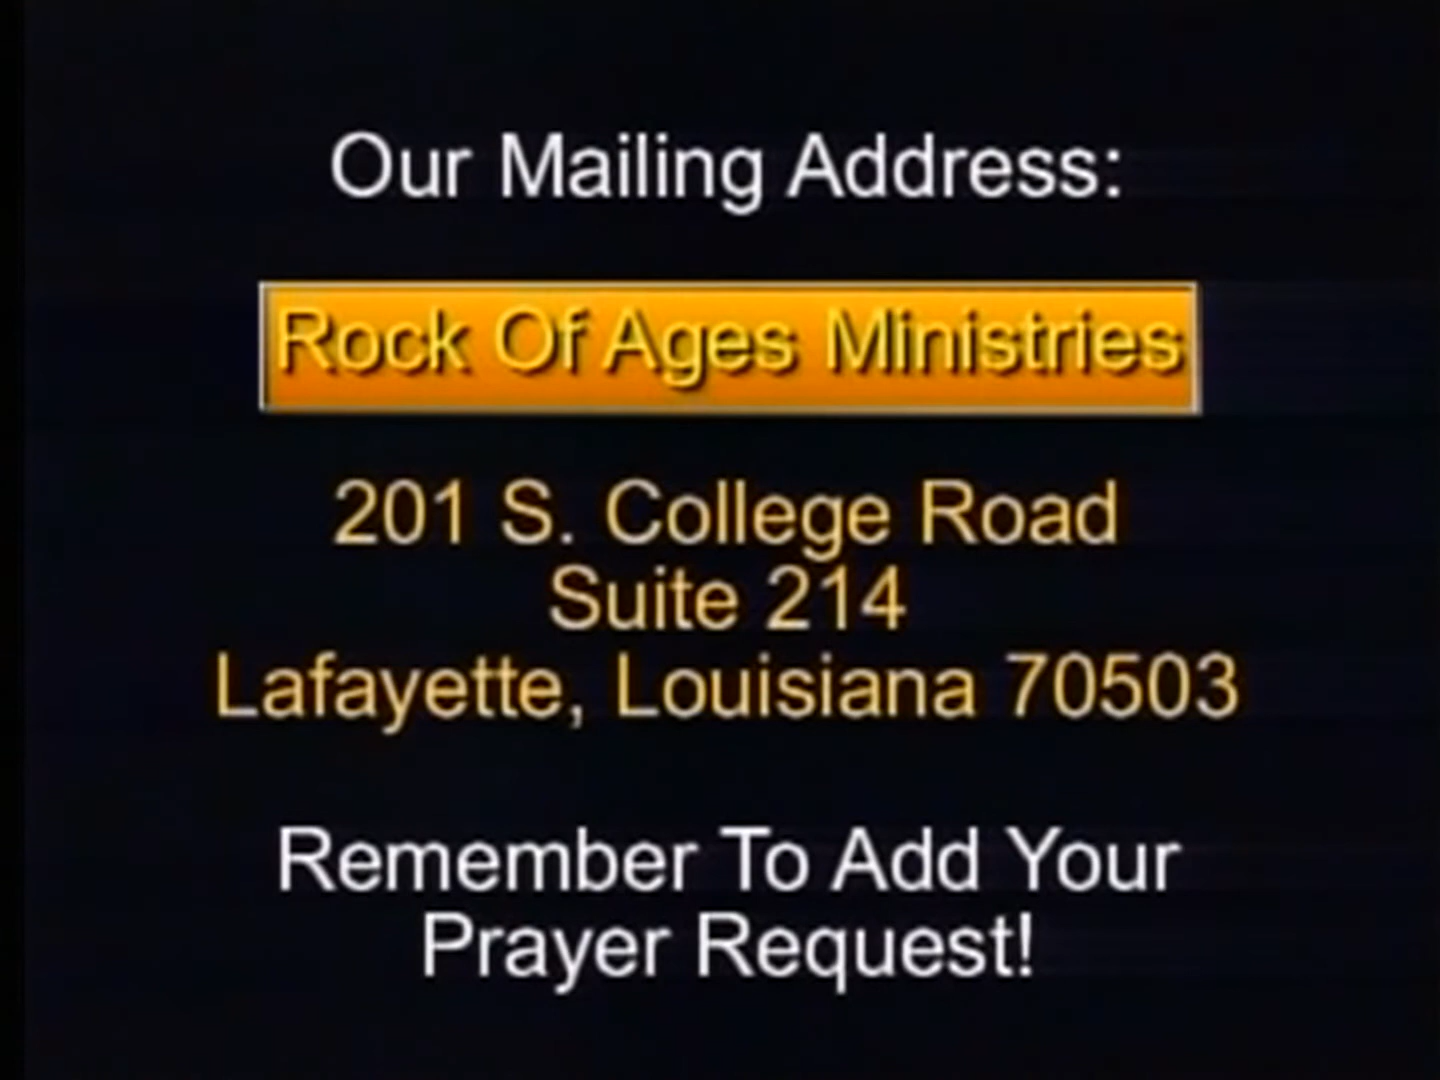 Our Mailing Address:
Rock Of Ages Ministries
201 S. College Road
Suite 214
Lafayette, Louisiana 70503
Remember To Add Your
Prayer Request!